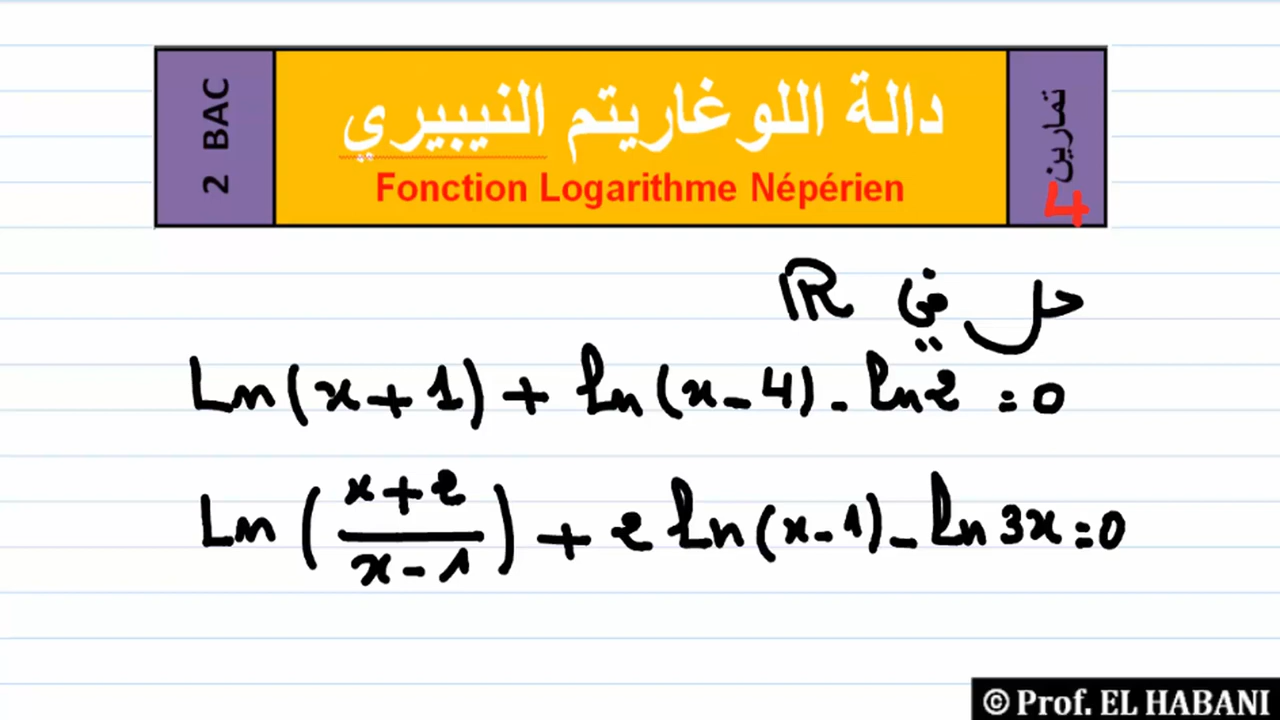 2 BAC
دالة اللوغاريتم النيبيري
Fonction Logarithme Népérien
تمارين
4
حل في ℝ
Ln(x+1) + ln(x-4) - ln2 = 0
Ln((x+2)/(x-1)) + 2ln(x-1) - ln3x = 0
© Prof. EL HABANI